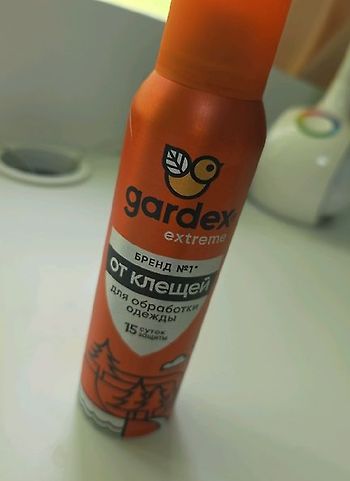 gardex
extreme
БРЕНД №1*
от клещей
для обработки
одежды
15 суток
защиты